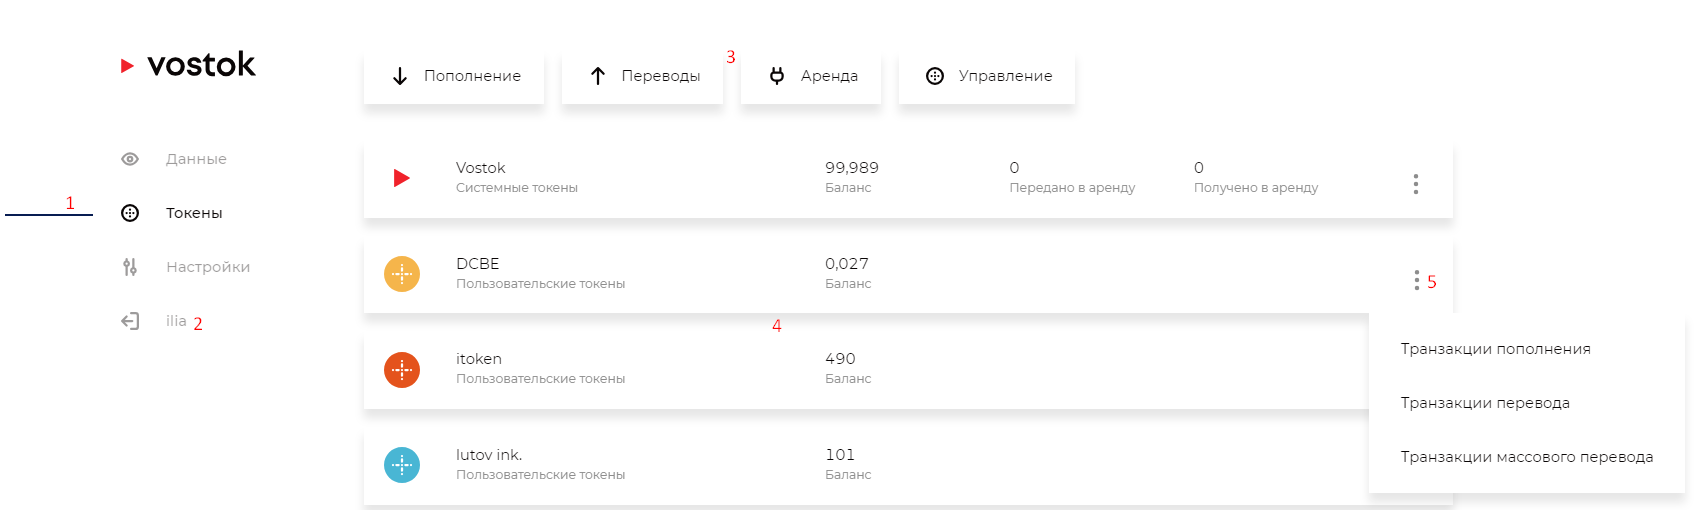 vostok
Данные
1
Токены
Настройки
ilia 2
Пополнение
Переводы
3
Аренда
Управление
Vostok
Системные токены
99,989
Баланс
0
Передано в аренду
0
Получено в аренду
DCBE
Пользовательские токены
0,027
Баланс
5
4
itoken
Пользовательские токены
490
Баланс
lutov ink.
Пользовательские токены
101
Баланс
Транзакции пополнения
Транзакции перевода
Транзакции массового перевода